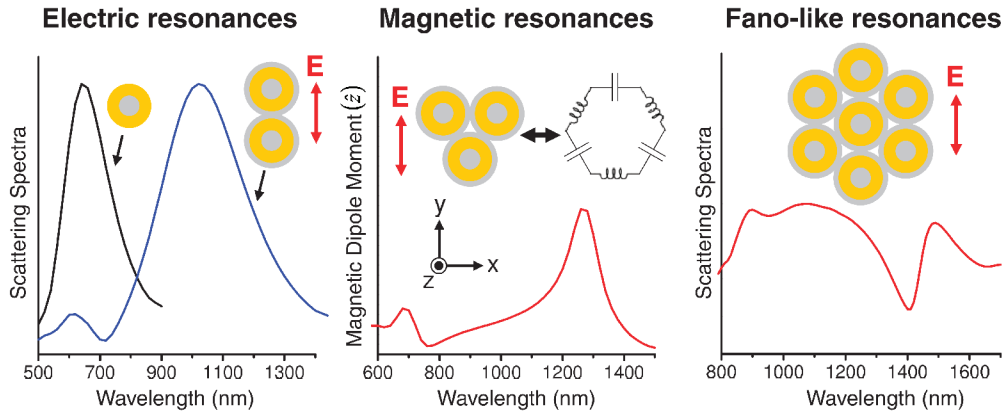 Electric resonances
Scattering Spectra
E
500 700 900 1100 1300
Wavelength (nm)
Magnetic resonances
Magnetic Dipole Moment (ẑ)
E
y
x
z
600 800 1000 1200 1400
Wavelength (nm)
Fano-like resonances
Scattering Spectra
E
800 1000 1200 1400 1600
Wavelength (nm)